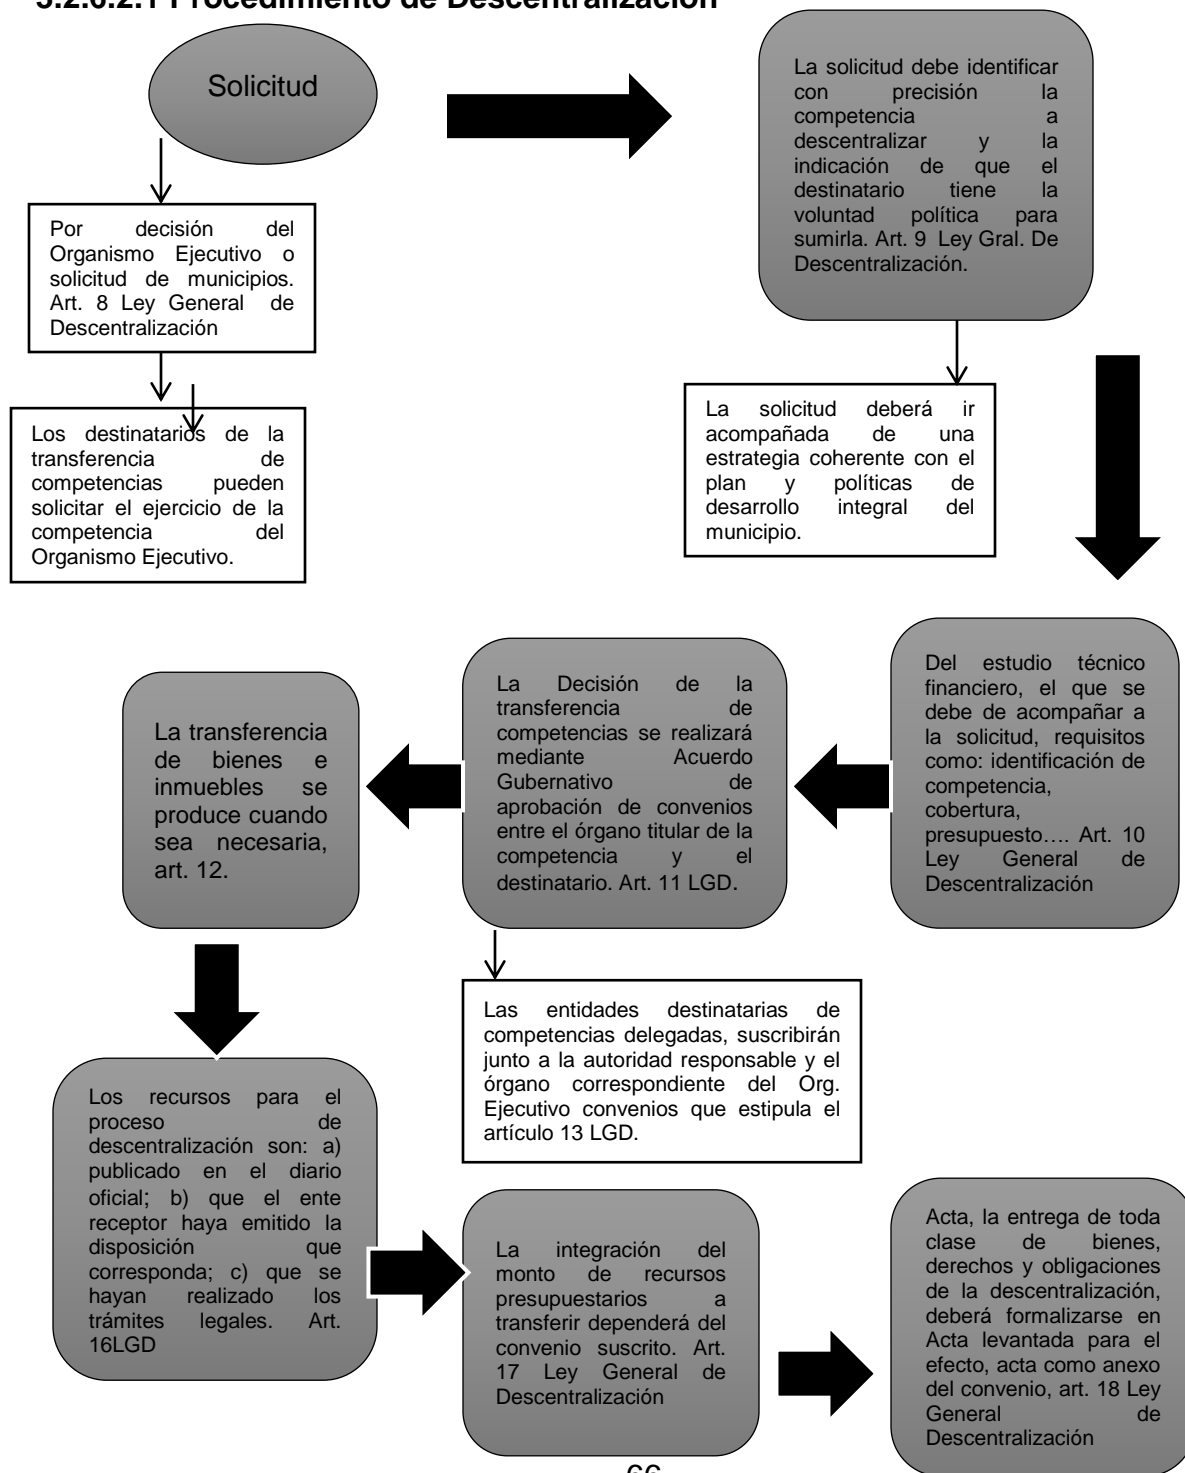 3.2.6.2.1 Procedimiento de Descentralización
Solicitud
La solicitud debe identificar
con precisión la
competencia a
descentralizar y la
indicación de que el
destinatario tiene la
voluntad política para
sumirla. Art. 9 Ley Gral. De
Descentralización.
Por decisión del
Organismo Ejecutivo o
solicitud de municipios.
Art. 8 Ley General de
Descentralización
La solicitud deberá ir
acompañada de una
estrategia coherente con el
plan y políticas de
desarrollo integral del
municipio.
Los destinatarios de la
transferencia de
competencias pueden
solicitar el ejercicio de la
competencia del
Organismo Ejecutivo.
Del estudio técnico
financiero, el que se
debe de acompañar a
la solicitud, requisitos
como: identificación de
competencia,
cobertura,
presupuesto…. Art. 10
Ley General de
Descentralización
La Decisión de la
transferencia de
competencias se realizará
mediante Acuerdo
Gubernativo de
aprobación de convenios
entre el órgano titular de la
competencia y el
destinatario. Art. 11 LGD.
La transferencia
de bienes e
inmuebles se
produce cuando
sea necesaria,
art. 12.
Las entidades destinatarias de
competencias delegadas, suscribirán
junto a la autoridad responsable y el
órgano correspondiente del Org.
Ejecutivo convenios que estipula el
artículo 13 LGD.
Los recursos para el
proceso de
descentralización son: a)
publicado en el diario
oficial; b) que el ente
receptor haya emitido la
disposición que
corresponda; c) que se
hayan realizado los
trámites legales. Art.
16LGD
La integración del
monto de recursos
presupuestarios a
transferir dependerá del
convenio suscrito. Art.
17 Ley General de
Descentralización
Acta, la entrega de toda
clase de bienes,
derechos y obligaciones
de la descentralización,
deberá formalizarse en
Acta levantada para el
efecto, acta como anexo
del convenio, art. 18 Ley
General de
Descentralización
66